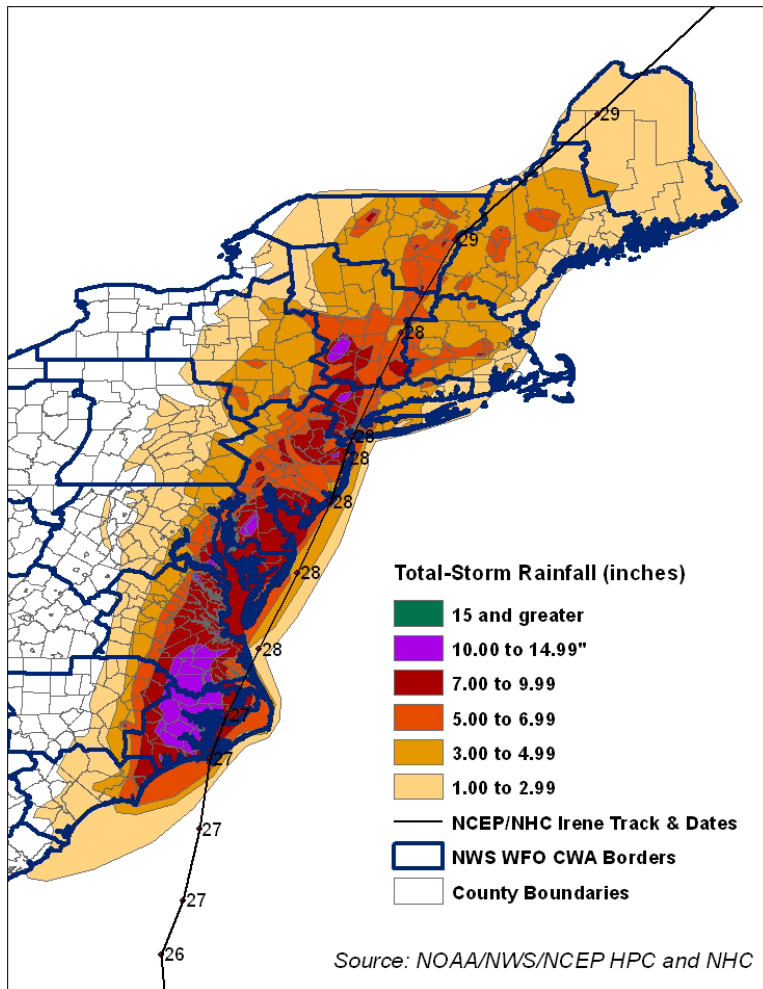 29
29
28
28
28
28
28
28
27
27
27
27
26
Total-Storm Rainfall (inches)
15 and greater
10.00 to 14.99"
7.00 to 9.99
5.00 to 6.99
3.00 to 4.99
1.00 to 2.99
NCEP/NHC Irene Track & Dates
NWS WFO CWA Borders
County Boundaries
Source: NOAA/NWS/NCEP HPC and NHC